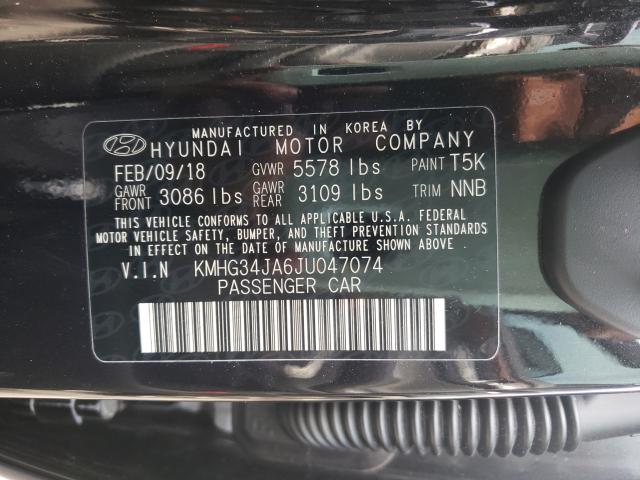 MANUFACTURED IN KOREA BY
HYUNDAI MOTOR COMPANY
FEB/09/18 GVWR 5578 lbs PAINT T5K
GAWR FRONT 3086 lbs GAWR REAR 3109 lbs TRIM NNB
THIS VEHICLE CONFORMS TO ALL APPLICABLE U.S.A. FEDERAL
MOTOR VEHICLE SAFETY, BUMPER, AND THEFT PREVENTION STANDARDS
IN EFFECT ON THE DATE OF MANUFACTURE SHOWN ABOVE.
V.I.N KMHG34JA6JU047074
PASSENGER CAR